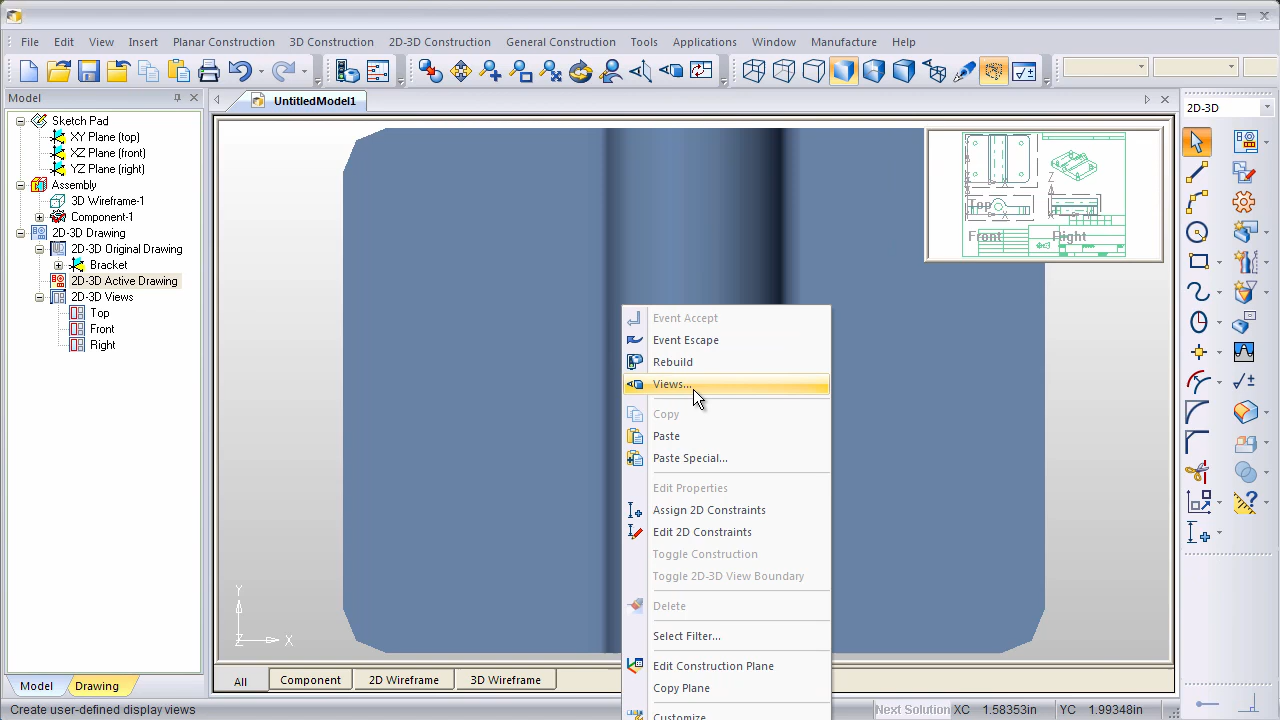 File Edit View Insert Planar Construction 3D Construction 2D-3D Construction General Construction Tools Applications Window Manufacture Help
Model
UntitledModel1
2D-3D
Sketch Pad
XY Plane (top)
XZ Plane (front)
YZ Plane (right)
Assembly
3D Wireframe-1
Component-1
2D-3D Drawing
2D-3D Original Drawing
Bracket
2D-3D Active Drawing
2D-3D Views
Top
Front
Right
Top
Z
Front
Right
Event Accept
Event Escape
Rebuild
Views...
Copy
Paste
Paste Special...
Edit Properties
Assign 2D Constraints
Edit 2D Constraints
Toggle Construction
Toggle 2D-3D View Boundary
Delete
Select Filter...
Edit Construction Plane
Copy Plane
Customize...
Y
Z X
Model Drawing
All Component 2D Wireframe 3D Wireframe
Create user-defined display views
Next Solution XC 1.58353in YC 1.99348in